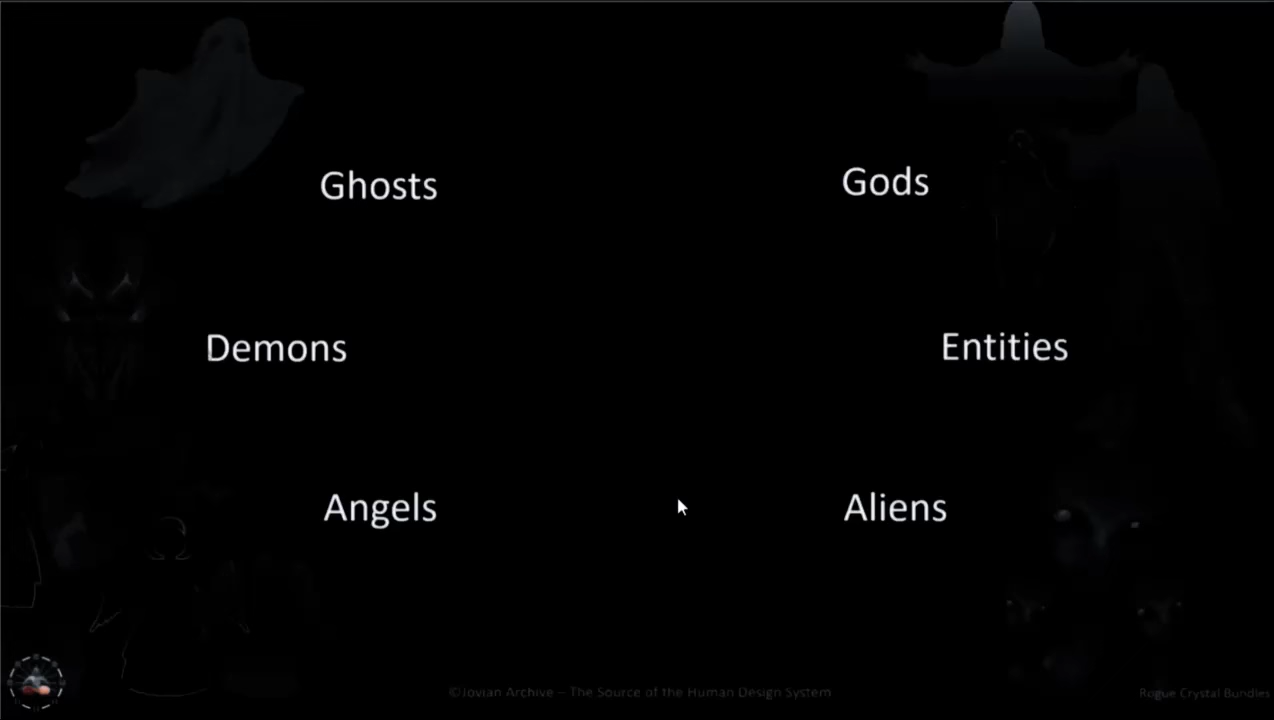 Ghosts
Gods
Demons
Entities
Angels
Aliens
©Jovian Archive – The Source of the Human Design System
Rogue Crystal Bundles